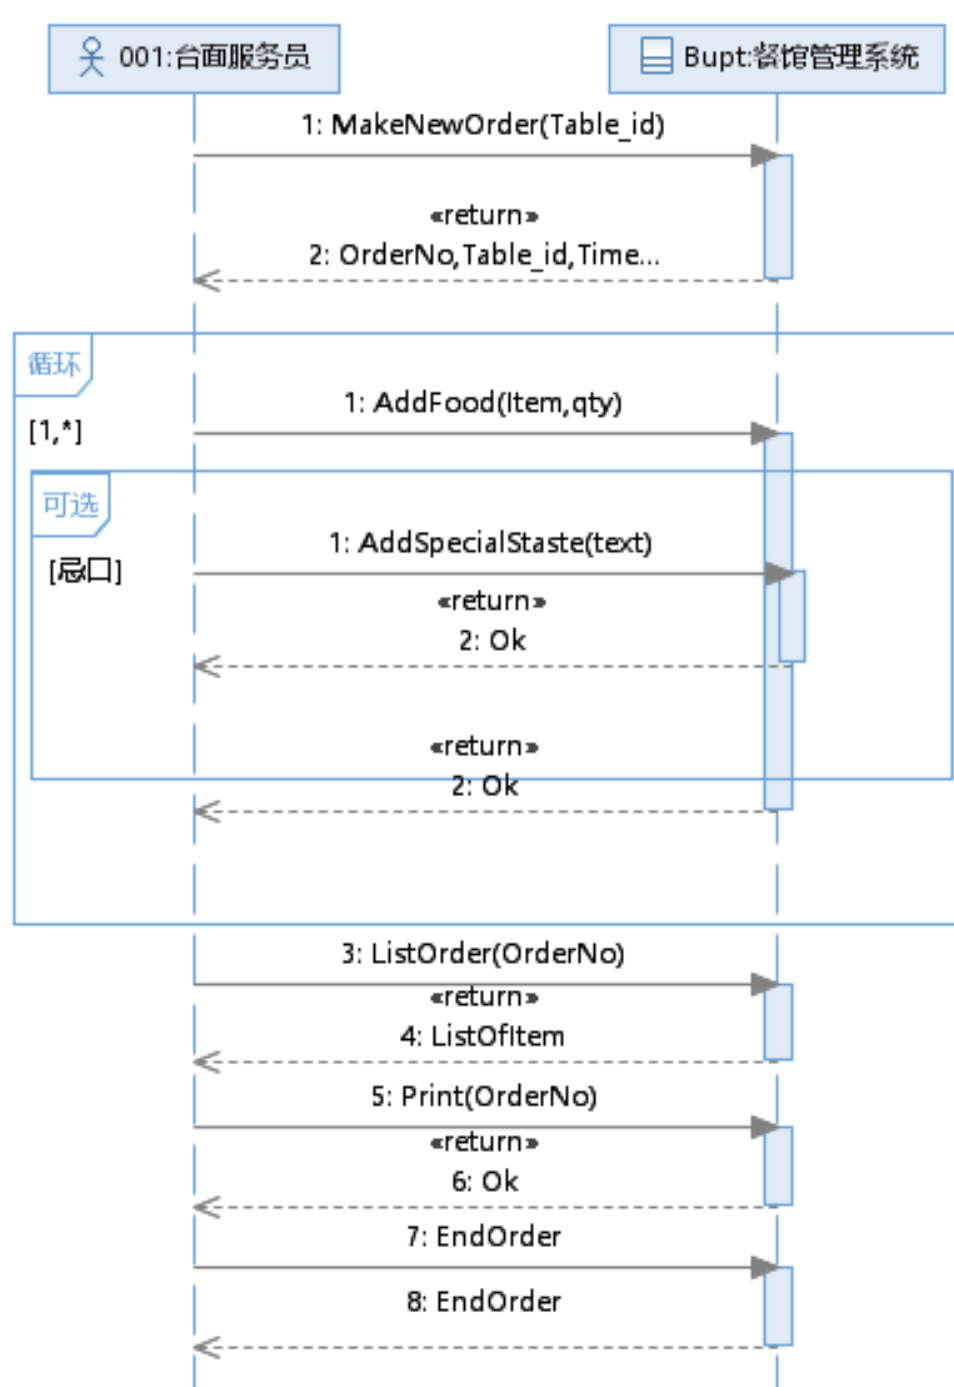 001:台面服务员
Bupt:餐馆管理系统
1: MakeNewOrder(Table_id)
«return»
2: OrderNo,Table_id,Time...
循环
[1,*]
1: AddFood(Item,qty)
可选
[忌口]
1: AddSpecialStaste(text)
«return»
2: Ok
«return»
2: Ok
3: ListOrder(OrderNo)
«return»
4: ListOfItem
5: Print(OrderNo)
«return»
6: Ok
7: EndOrder
8: EndOrder